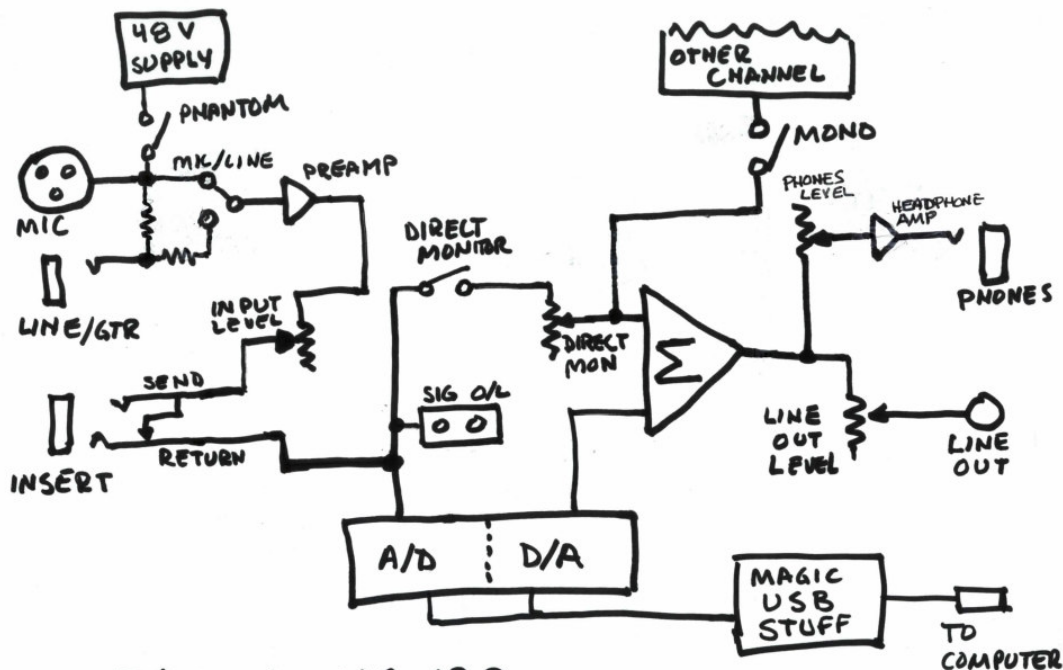 48 V
SUPPLY
PHANTOM
MIC/LINE
PREAMP
MIC
LINE/GTR
INPUT
LEVEL
SEND
RETURN
INSERT
DIRECT
MONITOR
SIG O/L
OTHER
CHANNEL
MONO
PHONES
LEVEL
HEADPHONE
AMP
PHONES
DIRECT
MON
Σ
LINE
OUT
LEVEL
LINE
OUT
A/D
D/A
MAGIC
USB
STUFF
TO
COMPUTER